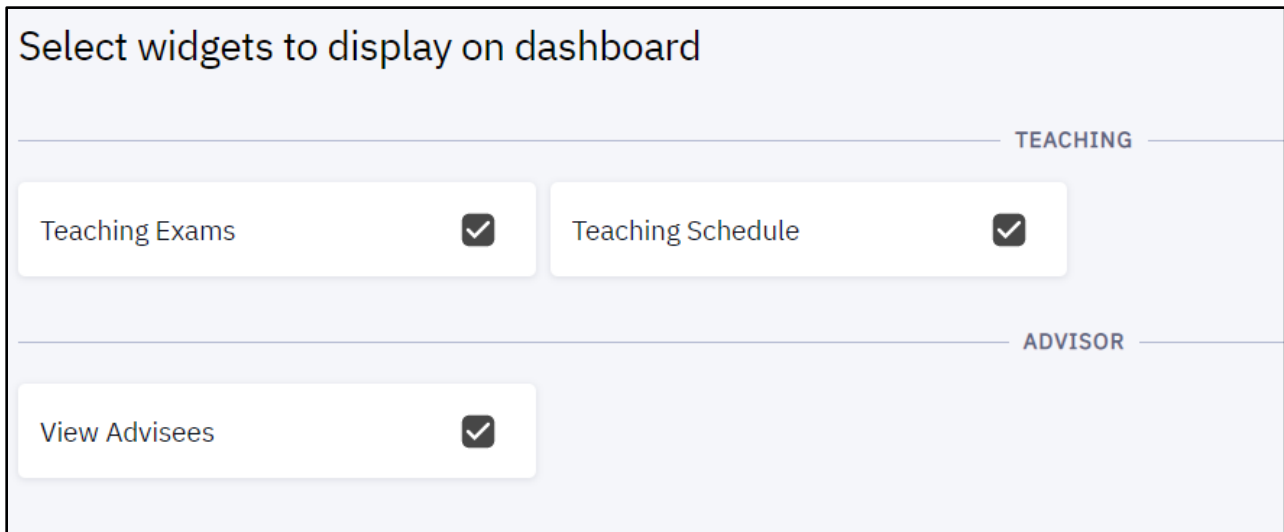 Select widgets to display on dashboard
TEACHING
Teaching Exams
Teaching Schedule
ADVISOR
View Advisees